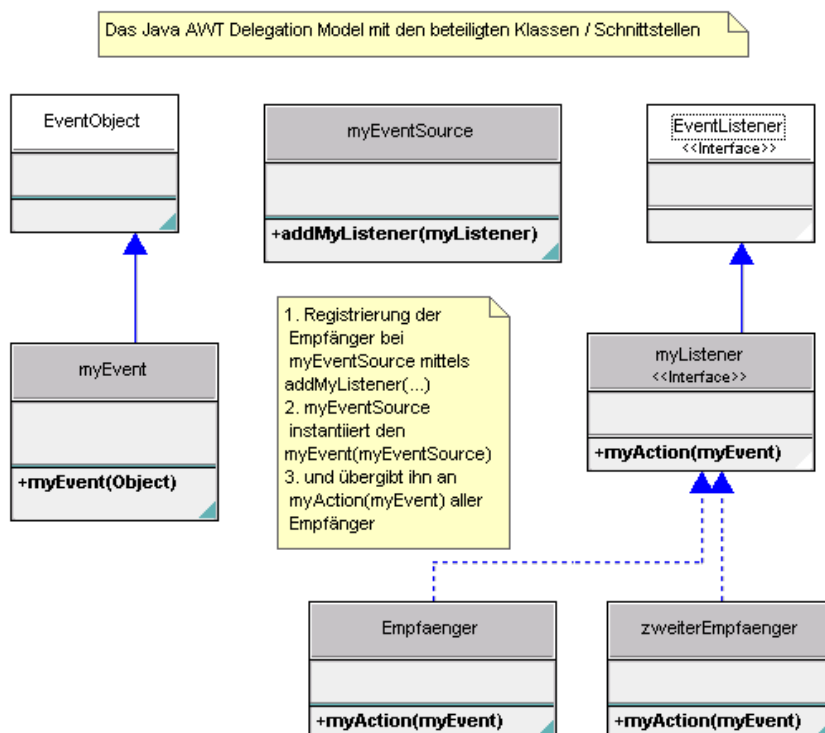 Das Java AWT Delegation Model mit den beteiligten Klassen / Schnittstellen
EventObject
myEventSource
+addMyListener(myListener)
EventListener
<<Interface>>
myEvent
+myEvent(Object)
1. Registrierung der
Empfänger bei
myEventSource mittels
addMyListener(...)
2. myEventSource
instantiiert den
myEvent(myEventSource)
3. und übergibt ihn an
myAction(myEvent) aller
Empfänger
myListener
<<Interface>>
+myAction(myEvent)
Empfaenger
+myAction(myEvent)
zweiterEmpfaenger
+myAction(myEvent)